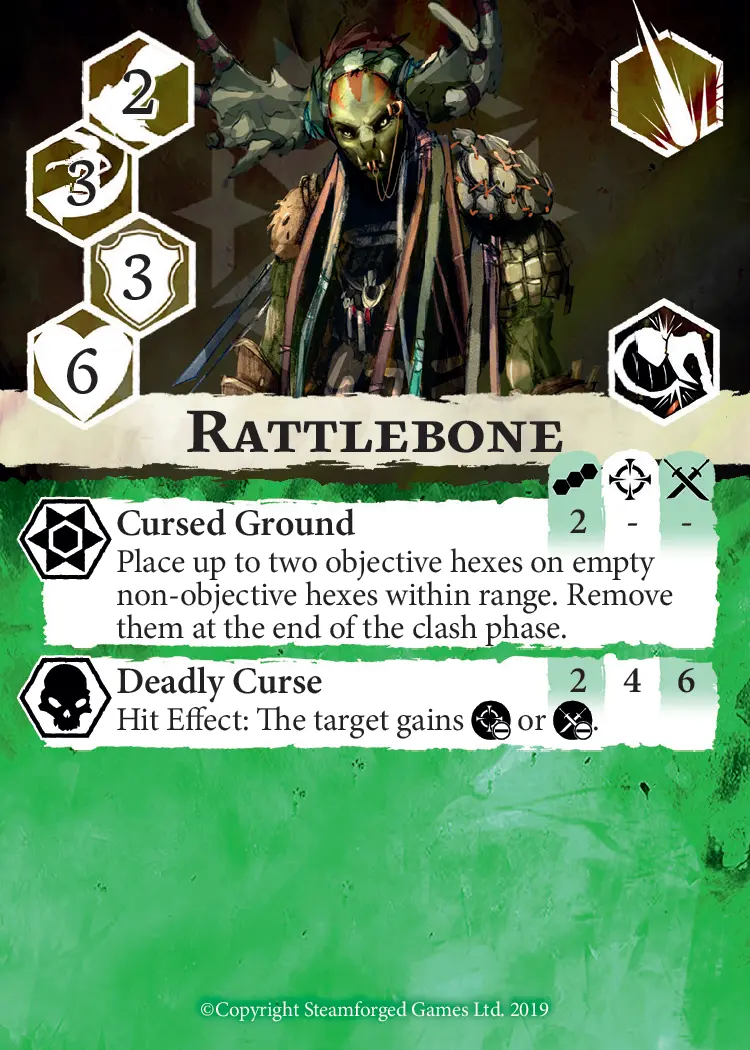 2
3
3
6
Rattlebone
Cursed Ground 2 - -
Place up to two objective hexes on empty
non-objective hexes within range. Remove
them at the end of the clash phase.
Deadly Curse 2 4 6
Hit Effect: The target gains or .
©Copyright Steamforged Games Ltd. 2019